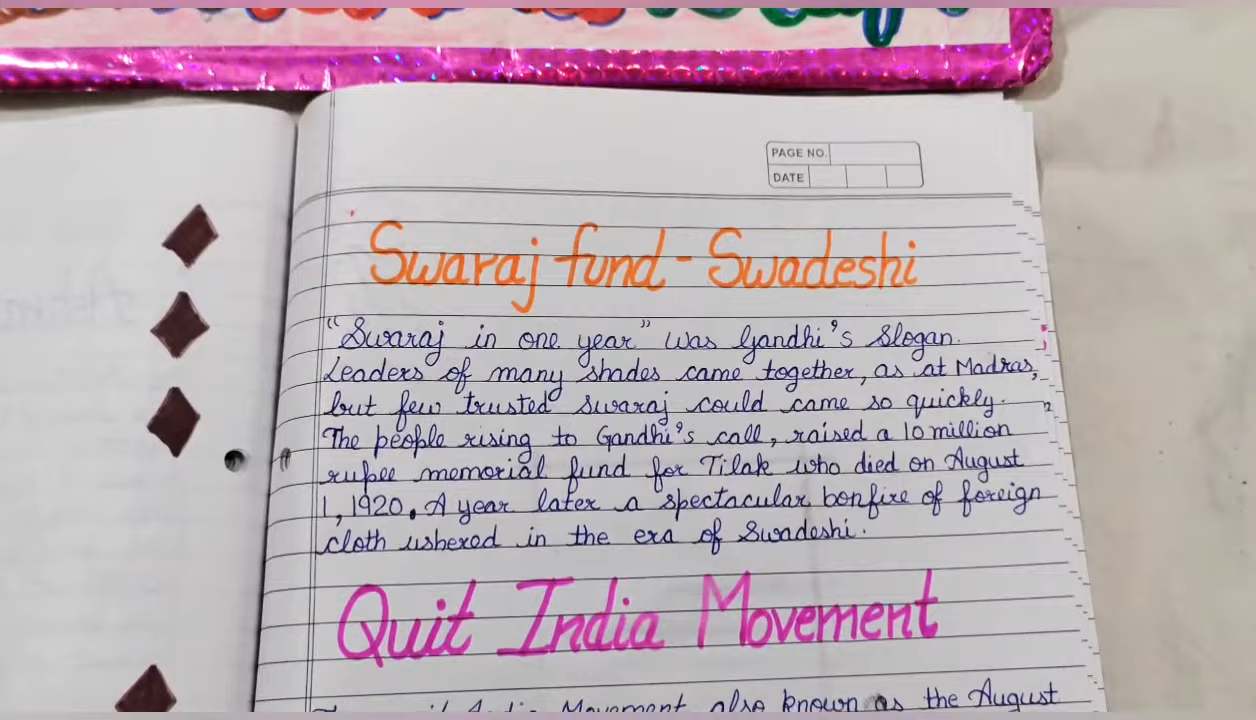 PAGE NO.
DATE
Swaraj fund - Swadeshi
"Swaraj in one year" was Gandhi's slogan.
Leaders of many shades came together, as at Madras,
but few trusted swaraj could come so quickly.
The people rising to Gandhi's call, raised a 10 million
rupee memorial fund for Tilak who died on August
1, 1920. A year later a spectacular bonfire of foreign
cloth ushered in the era of Swadeshi.
Quit India Movement
India Movement also known as the August